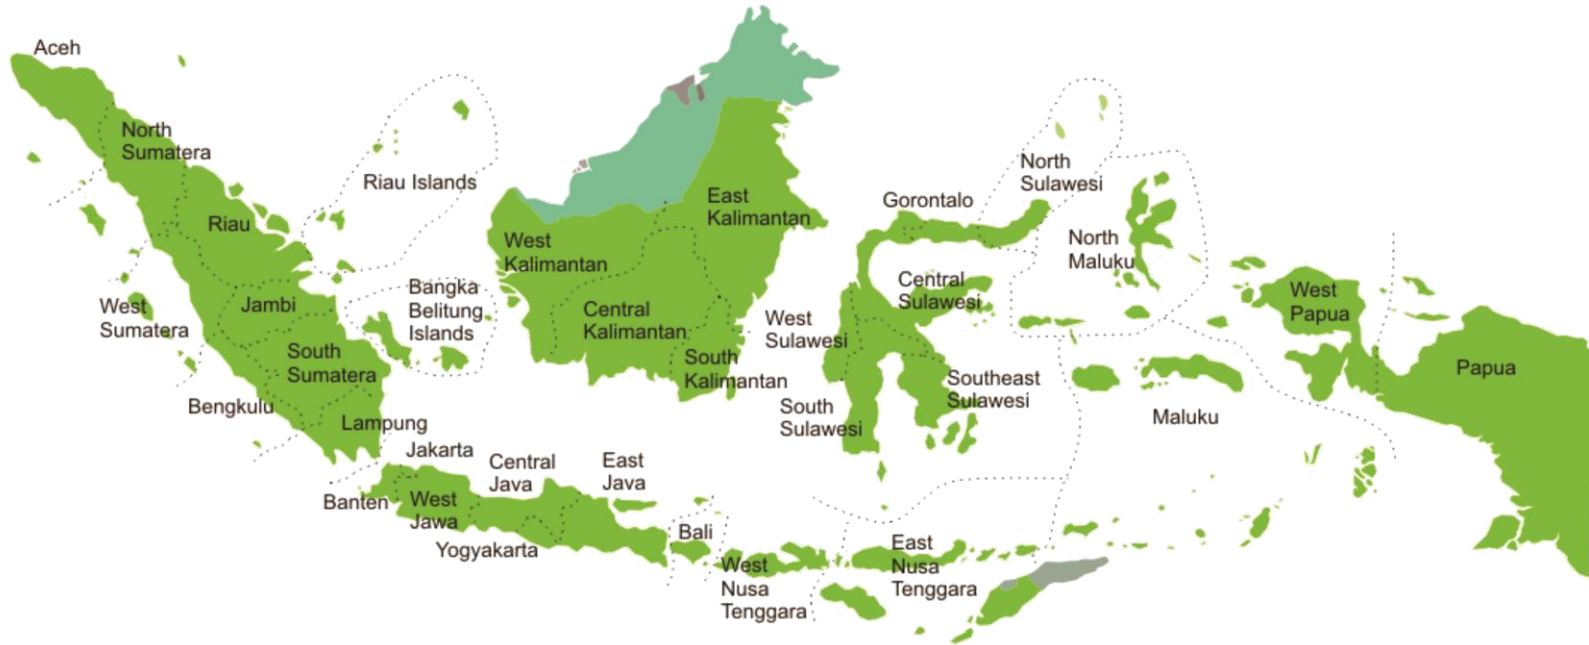 Aceh
North
Sumatera
Riau Islands
Riau
West
Sumatera
Jambi
Bangka
Belitung
Islands
South
Sumatera
Bengkulu
Lampung
Jakarta
Banten
West
Jawa
Central
Java
Yogyakarta
East
Java
Bali
West
Nusa
Tenggara
East
Nusa
Tenggara
West
Kalimantan
Central
Kalimantan
East
Kalimantan
South
Kalimantan
West
Sulawesi
South
Sulawesi
Gorontalo
Central
Sulawesi
Southeast
Sulawesi
North
Sulawesi
North
Maluku
Maluku
West
Papua
Papua